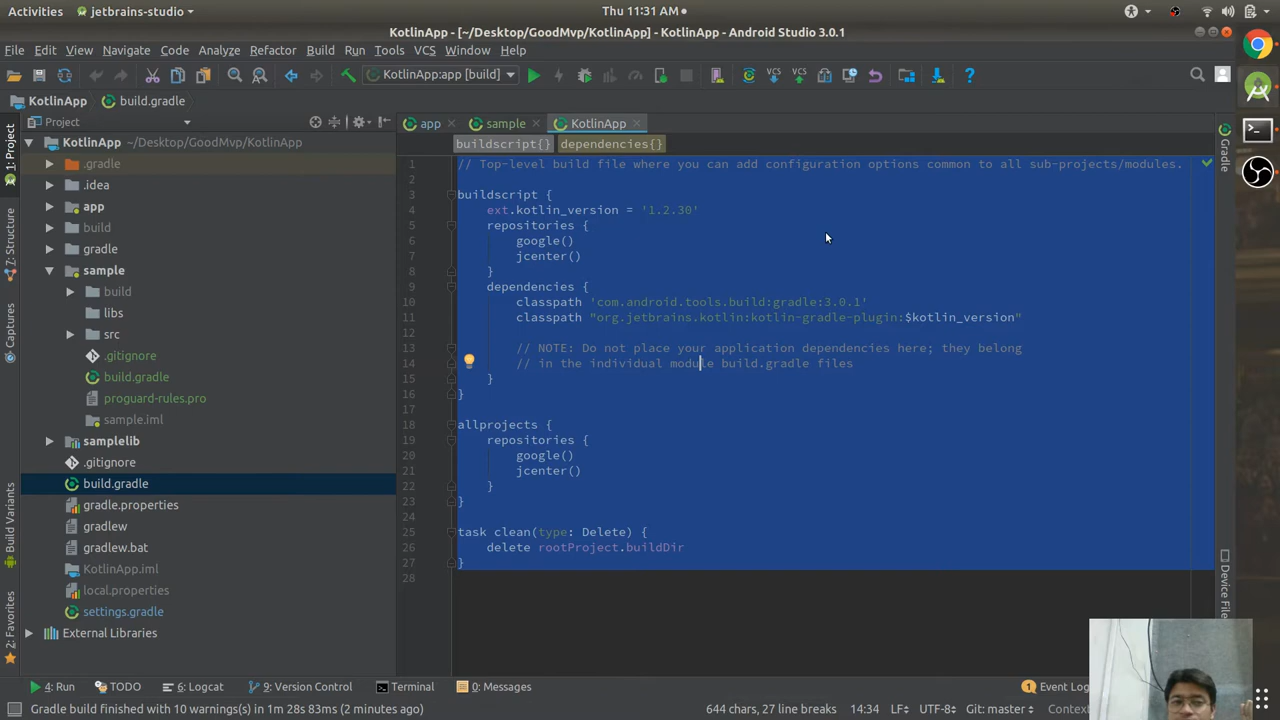 Activities
jetbrains-studio
Thu 11:31 AM
KotlinApp - [~/Desktop/GoodMvp/KotlinApp] - KotlinApp - Android Studio 3.0.1
File Edit View Navigate Code Analyze Refactor Build Run Tools VCS Window Help
KotlinApp:app [build]
VCS VCS
KotlinApp build.gradle
Project
app
sample
KotlinApp
buildscript{} dependencies{}
1: Project
7: Structure
Captures
Build Variants
2: Favorites
KotlinApp ~/Desktop/GoodMvp/KotlinApp
.gradle
.idea
app
build
gradle
sample
build
libs
src
.gitignore
build.gradle
proguard-rules.pro
sample.iml
samplelib
.gitignore
build.gradle
gradle.properties
gradlew
gradlew.bat
KotlinApp.iml
local.properties
settings.gradle
External Libraries
1 // Top-level build file where you can add configuration options common to all sub-projects/modules.
2
3 buildscript {
4 ext.kotlin_version = '1.2.30'
5 repositories {
6 google()
7 jcenter()
8 }
9 dependencies {
10 classpath 'com.android.tools.build:gradle:3.0.1'
11 classpath "org.jetbrains.kotlin:kotlin-gradle-plugin:$kotlin_version"
12
13 // NOTE: Do not place your application dependencies here; they belong
14 // in the individual module build.gradle files
15 }
16 }
17
18 allprojects {
19 repositories {
20 google()
21 jcenter()
22 }
23 }
24
25 task clean(type: Delete) {
26 delete rootProject.buildDir
27 }
28
Gradle
Device File
4: Run
TODO
6: Logcat
9: Version Control
Terminal
0: Messages
1 Event Log
Gradle build finished with 10 warnings(s) in 1m 28s 83ms (2 minutes ago)
644 chars, 27 line breaks
14:34
LF
UTF-8
Git: master
Context